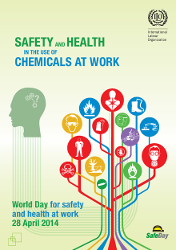 International
Labour
Organization
SAFETY AND HEALTH
IN THE USE OF
CHEMICALS AT WORK
World Day for safety
and health at work
28 April 2014
SafeDay